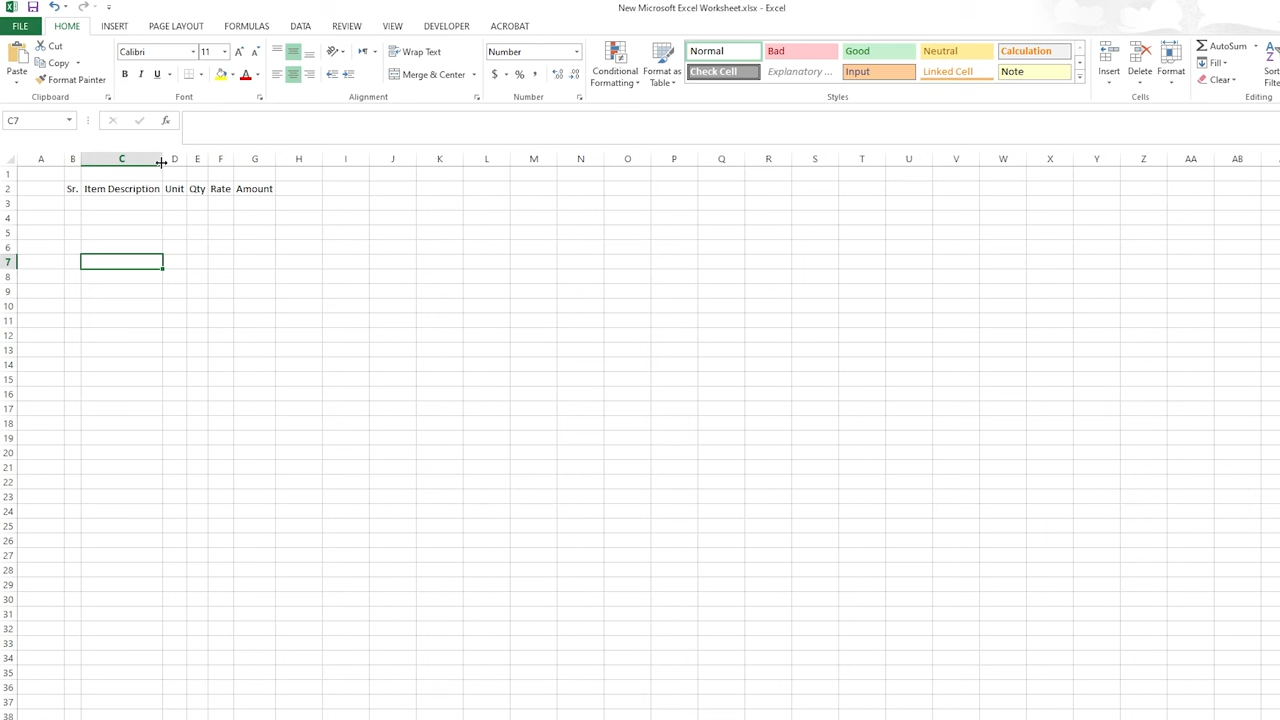 New Microsoft Excel Worksheet.xlsx - Excel
FILE HOME INSERT PAGE LAYOUT FORMULAS DATA REVIEW VIEW DEVELOPER ACROBAT
Paste
Cut
Copy
Format Painter
Clipboard
Calibri 11
B I U A
Font
Wrap Text
Merge & Center
Alignment
Number
$ % ,
Number
Conditional Formatting
Format as Table
Normal Bad Good Neutral Calculation
Check Cell Explanatory ... Input Linked Cell Note
Styles
Insert Delete Format
Cells
AutoSum
Fill
Clear
Editing
C7 fx
A B C D E F G H I J K L M N O P Q R S T U V W X Y Z AA AB
1
2 Sr. Item Description Unit Qty Rate Amount
3
4
5
6
7
8
9
10
11
12
13
14
15
16
17
18
19
20
21
22
23
24
25
26
27
28
29
30
31
32
33
34
35
36
37
38